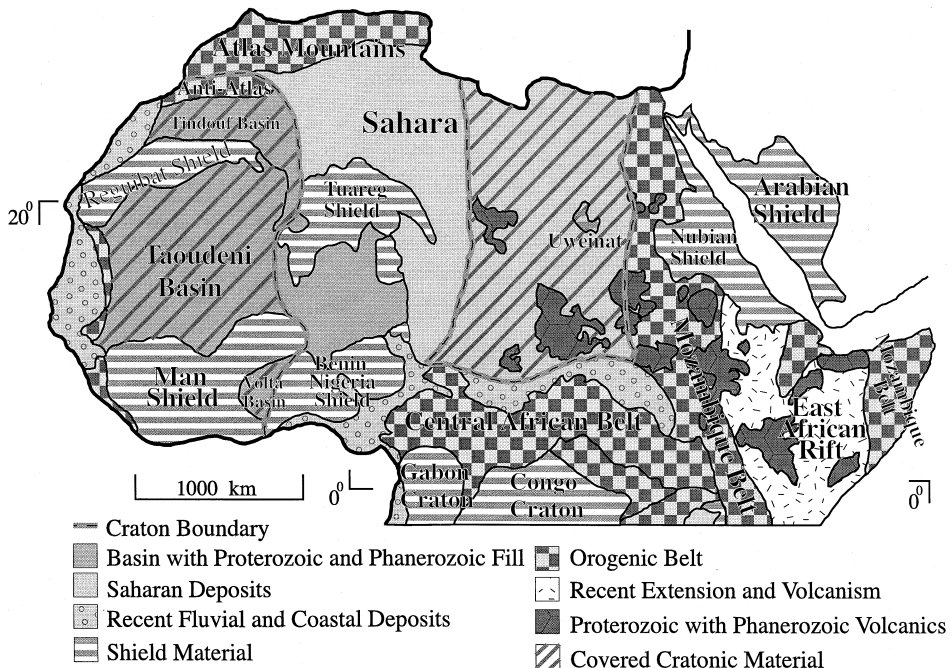 Atlas Mountains
Anti-Atlas
Tindouf Basin
Sahara
Reguibat Shield
Tuareg
Shield
Arabian
Shield
20⁰
Uweinat
Nubian
Shield
Taoudeni
Basin
Mozambique Belt
Mozambique
Belt
Man
Shield
Volta
Basin
Benin
Nigeria
Shield
East
African
Rift
Central African Belt
Gabon
Craton
Congo
Craton
1000 km
0⁰
0⁰
Craton Boundary
Basin with Proterozoic and Phanerozoic Fill
Saharan Deposits
Recent Fluvial and Coastal Deposits
Shield Material
Orogenic Belt
Recent Extension and Volcanism
Proterozoic with Phanerozoic Volcanics
Covered Cratonic Material